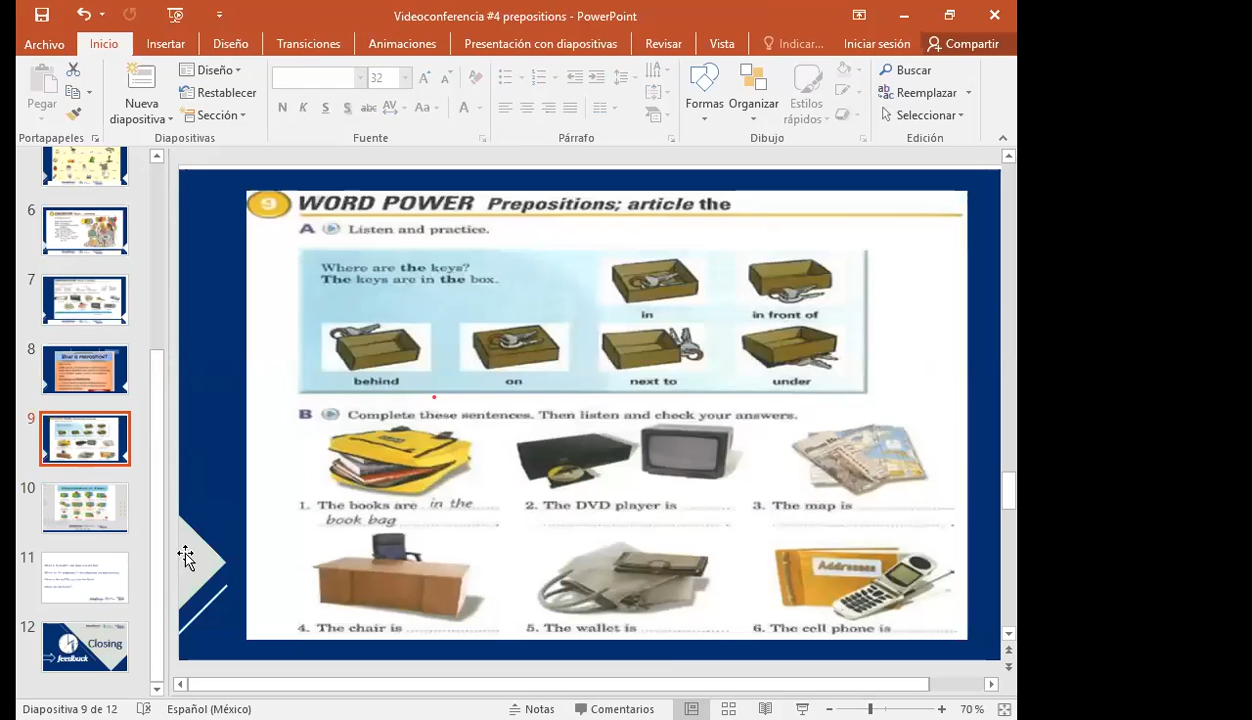 Videoconferencia #4 prepositions - PowerPoint
Archivo Inicio Insertar Diseño Transiciones Animaciones Presentación con diapositivas Revisar Vista Indicar... Iniciar sesión Compartir
Pegar
Portapapeles
Nueva diapositiva
Diseño
Restablecer
Sección
Diapositivas
32
N K S S abc AV Aa A
Fuente
Párrafo
Formas Organizar Estilos rápidos
Dibujo
Buscar
Reemplazar
Seleccionar
Edición
6
7
8
9
10
11
12
Closing
feedback
9 WORD POWER Prepositions; article the
A Listen and practice.
Where are the keys?
The keys are in the box.
in in front of
behind on next to under
B Complete these sentences. Then listen and check your answers.
1. The books are in the
book bag.
2. The DVD player is
3. The map is
Addresses
4. The chair is
5. The wallet is
6. The cell phone is
Diapositiva 9 de 12 Español (México) Notas Comentarios 70 %